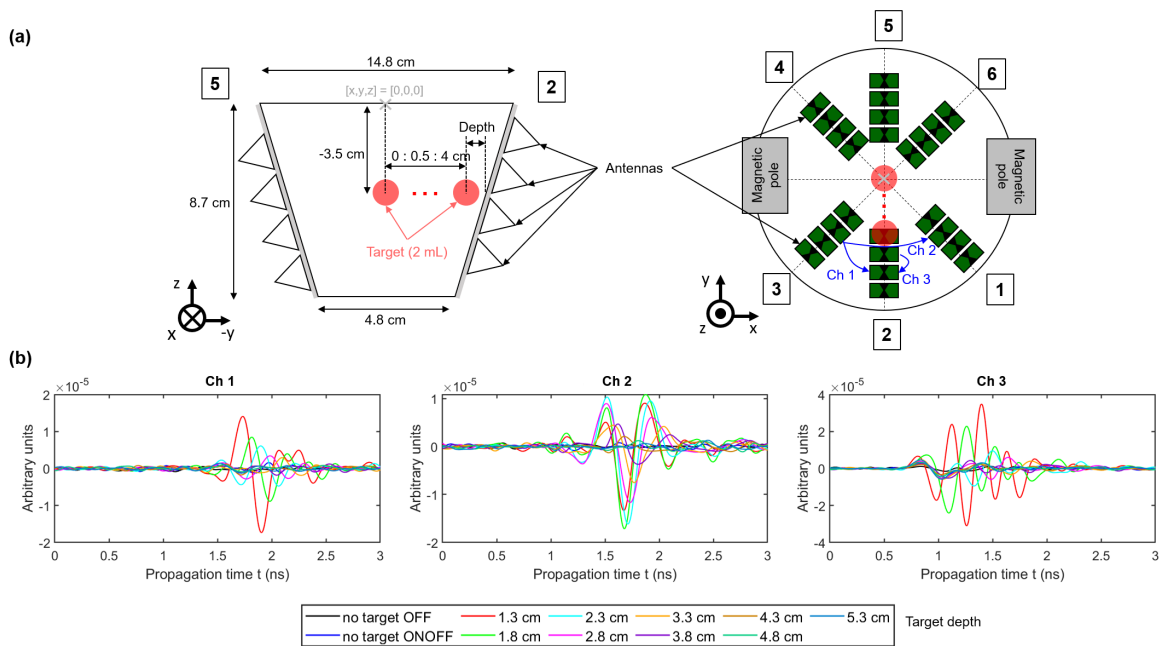 (a)
5
14.8 cm
2
[x,y,z] = [0,0,0]
Depth
-3.5 cm
0 : 0.5 : 4 cm
8.7 cm
Target (2 mL)
4.8 cm
z
x
-y
Antennas
5
4
6
Magnetic
pole
Magnetic
pole
Ch 1
Ch 2
Ch 3
3
1
2
y
z
x
(b)
Ch 1
×10-5
2
1
0
-1
-2
Arbitrary units
0
0.5
1
1.5
2
2.5
3
Propagation time t (ns)
Ch 2
×10-5
1
0
-1
-2
Arbitrary units
0
0.5
1
1.5
2
2.5
3
Propagation time t (ns)
Ch 3
×10-5
4
2
0
-2
-4
Arbitrary units
0
0.5
1
1.5
2
2.5
3
Propagation time t (ns)
no target OFF 1.3 cm 2.3 cm 3.3 cm 4.3 cm 5.3 cm
no target ONOFF 1.8 cm 2.8 cm 3.8 cm 4.8 cm
Target depth